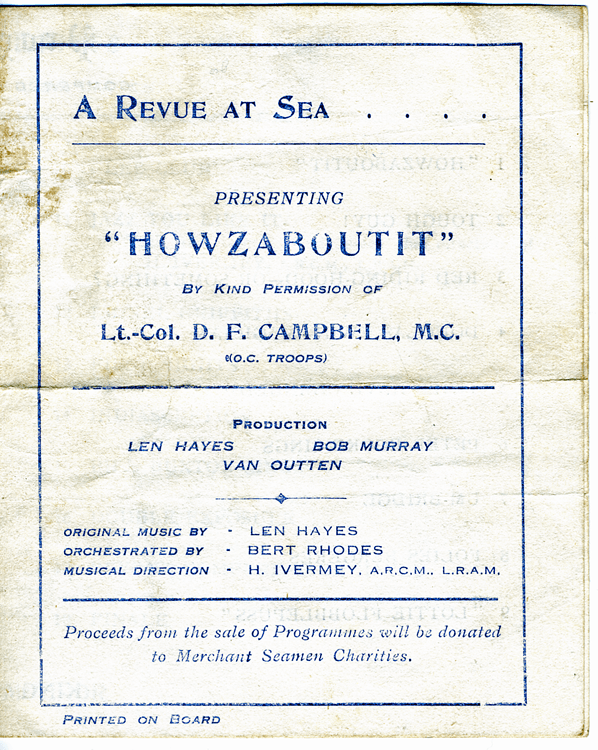 A REVUE AT SEA . . . .
PRESENTING
"HOWZABOUTIT"
BY KIND PERMISSION OF
Lt.-Col. D. F. CAMPBELL, M.C.
(O.C. TROOPS)
PRODUCTION
LEN HAYES BOB MURRAY
VAN OUTTEN
ORIGINAL MUSIC BY - LEN HAYES
ORCHESTRATED BY - BERT RHODES
MUSICAL DIRECTION - H. IVERMEY, A.R.C.M., L.R.A.M.
Proceeds from the sale of Programmes will be donated
to Merchant Seamen Charities.
PRINTED ON BOARD